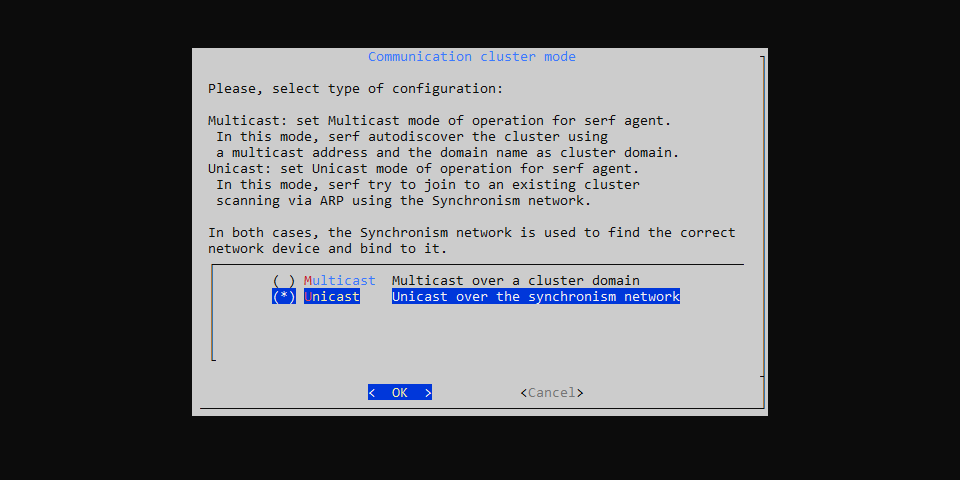 Communication cluster mode
Please, select type of configuration:
Multicast: set Multicast mode of operation for serf agent.
In this mode, serf autodiscover the cluster using
a multicast address and the domain name as cluster domain.
Unicast: set Unicast mode of operation for serf agent.
In this mode, serf try to join to an existing cluster
scanning via ARP using the Synchronism network.
In both cases, the Synchronism network is used to find the correct
network device and bind to it.
( ) Multicast  Multicast over a cluster domain
(*) Unicast    Unicast over the synchronism network
<  OK  > <Cancel>